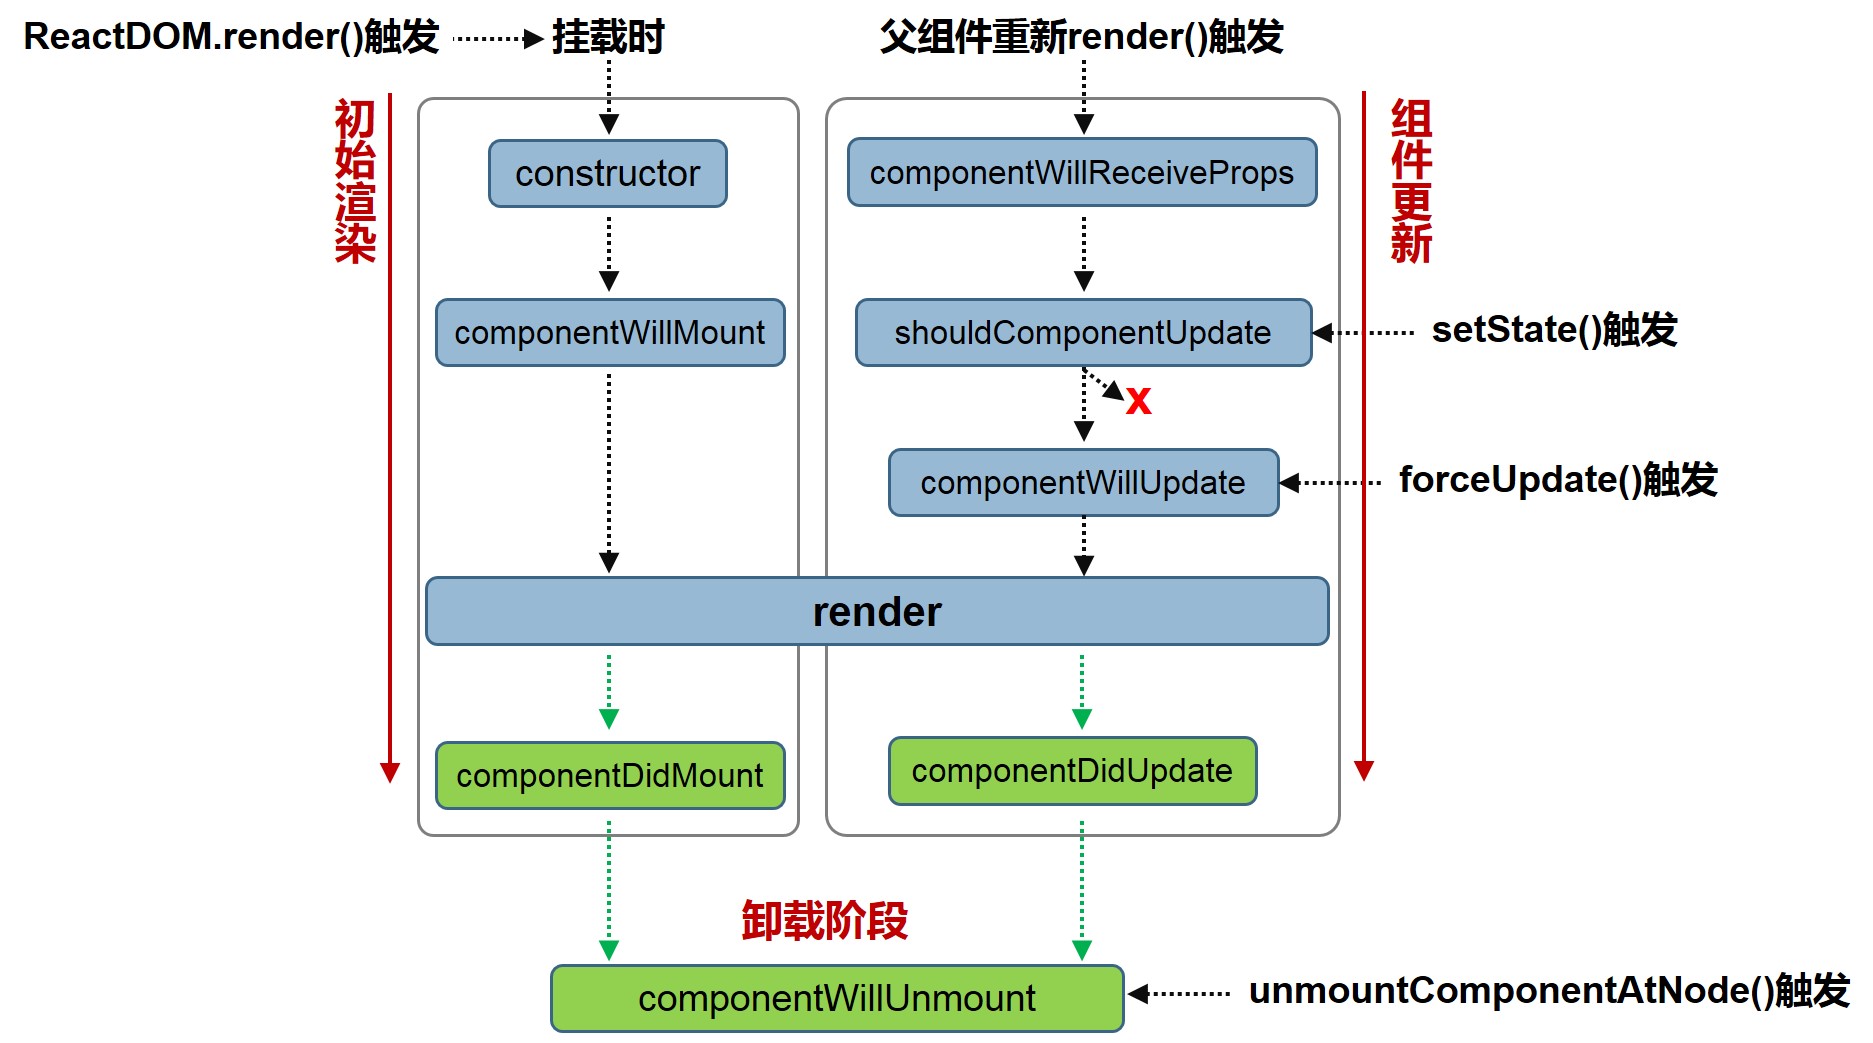 ReactDOM.render()触发
挂载时
父组件重新render()触发
初始渲染
constructor
componentWillReceiveProps
组件更新
componentWillMount
shouldComponentUpdate
setState()触发
x
componentWillUpdate
forceUpdate()触发
render
componentDidMount
componentDidUpdate
卸载阶段
componentWillUnmount
unmountComponentAtNode()触发